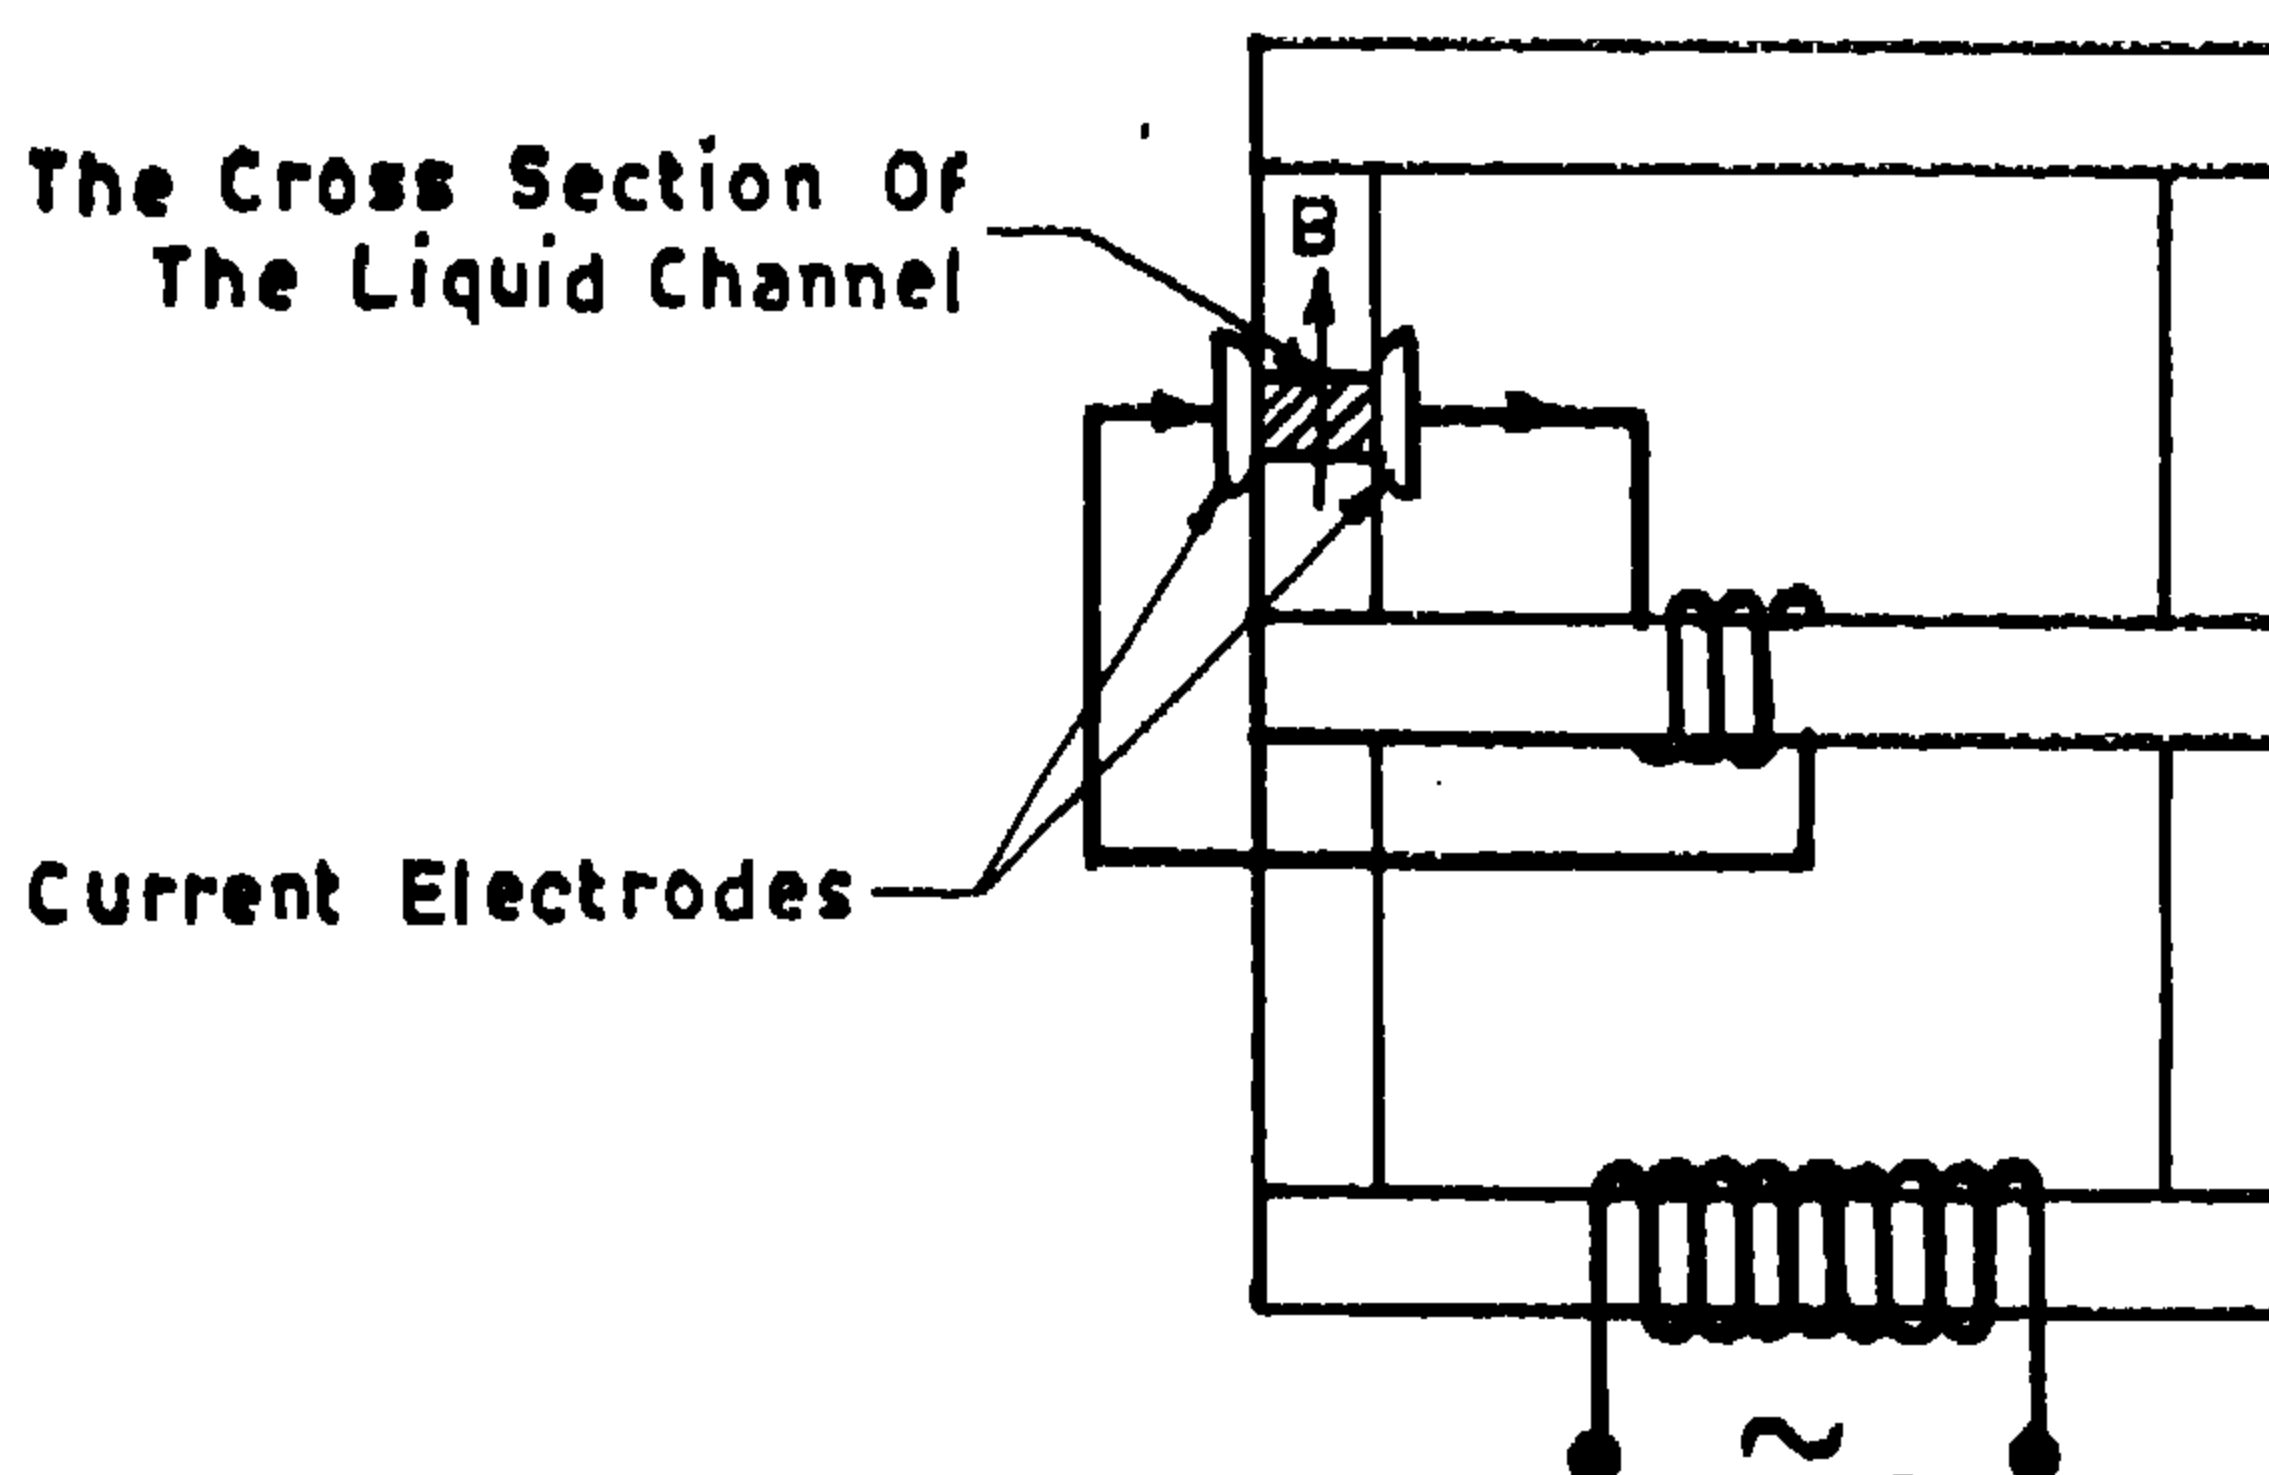 The Cross Section Of
The Liquid Channel
B
Current Electrodes
~